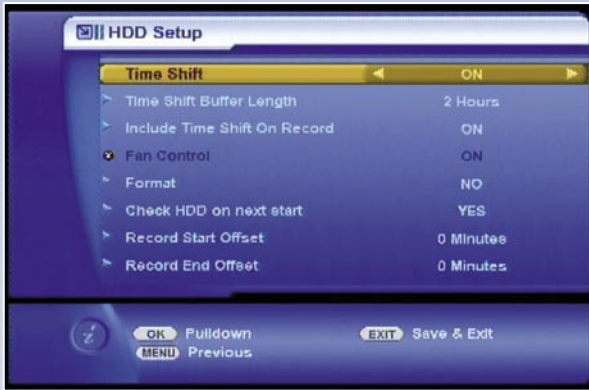 HDD Setup
Time Shift ON
Time Shift Buffer Length 2 Hours
Include Time Shift On Record ON
Fan Control ON
Format NO
Check HDD on next start YES
Record Start Offset 0 Minutes
Record End Offset 0 Minutes
i OK Pulldown EXIT Save & Exit
MENU Previous